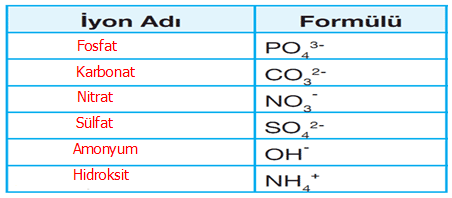 İyon Adı Formülü
Fosfat PO₄³⁻
Karbonat CO₃²⁻
Nitrat NO₃⁻
Sülfat SO₄²⁻
Amonyum OH⁻
Hidroksit NH₄⁺